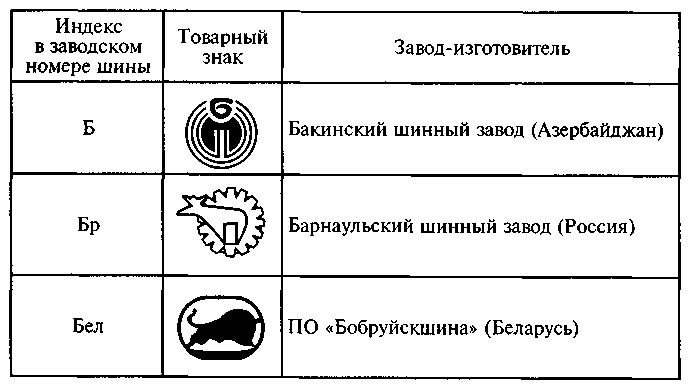 Индекс
в заводском
номере шины
Товарный
знак
Завод-изготовитель
Б
Б
Бакинский шинный завод (Азербайджан)
Бр
Барнаульский шинный завод (Россия)
Бел
ПО «Бобруйскшина» (Беларусь)